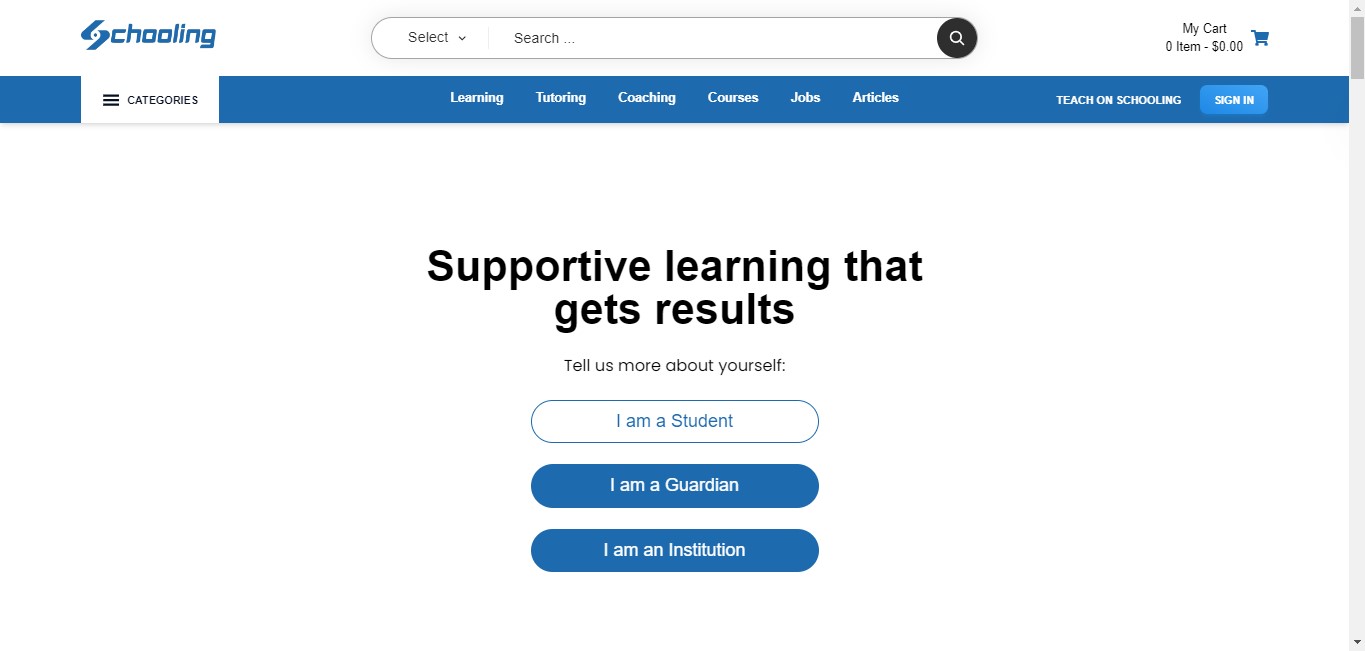 Schooling
Select
Search ...
My Cart
0 Item - $0.00
CATEGORIES
Learning
Tutoring
Coaching
Courses
Jobs
Articles
TEACH ON SCHOOLING
SIGN IN
Supportive learning that
gets results
Tell us more about yourself:
I am a Student
I am a Guardian
I am an Institution